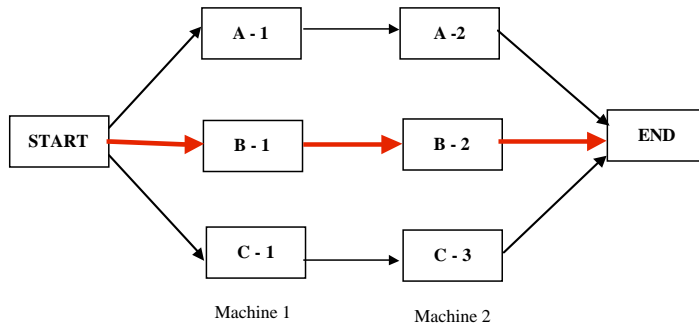 A - 1
A -2
START
B - 1
B - 2
END
C - 1
C - 3
Machine 1
Machine 2